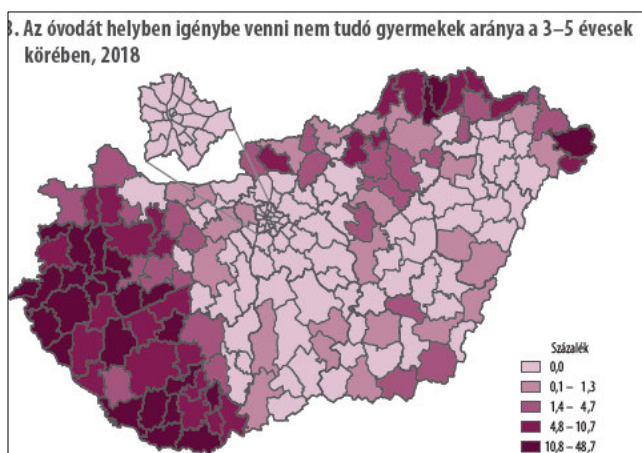 3. Az óvodát helyben igénybe venni nem tudó gyermekek aránya a 3–5 évesek
körében, 2018
Százalék
0,0
0,1 – 1,3
1,4 – 4,7
4,8 – 10,7
10,8 – 48,7